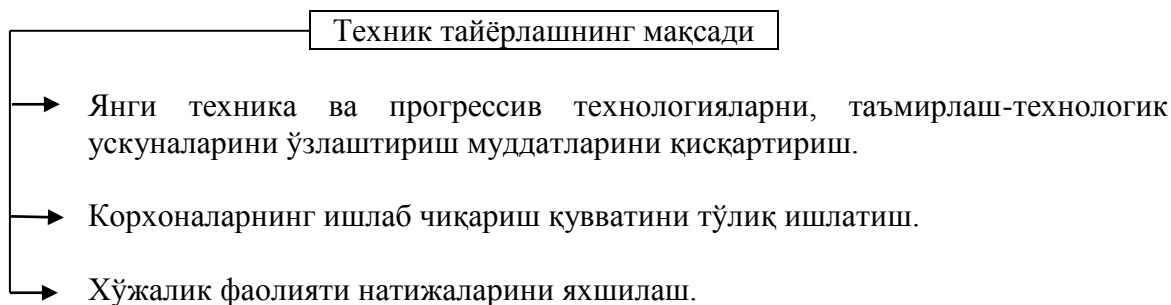 Техник тайёрлашнинг мақсади
Янги техника ва прогрессив технологияларни, таъмирлаш-технологик
ускуналарини ўзлаштириш муддатларини қисқартириш.
Корхоналарнинг ишлаб чиқариш қувватини тўлиқ ишлатиш.
Хўжалик фаолияти натижаларини яхшилаш.